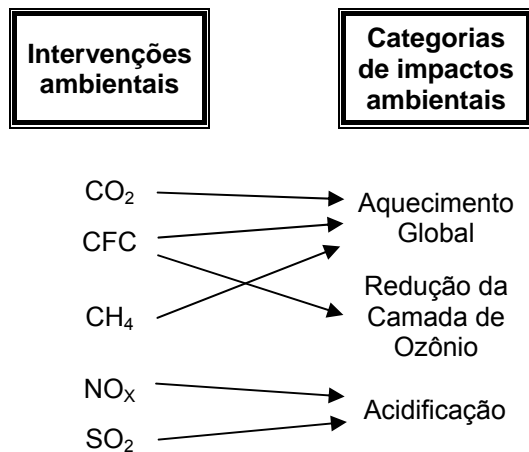 Intervenções
ambientais
Categorias
de impactos
ambientais
CO₂
CFC
CH₄
NOₓ
SO₂
Aquecimento
Global
Redução da
Camada de
Ozônio
Acidificação